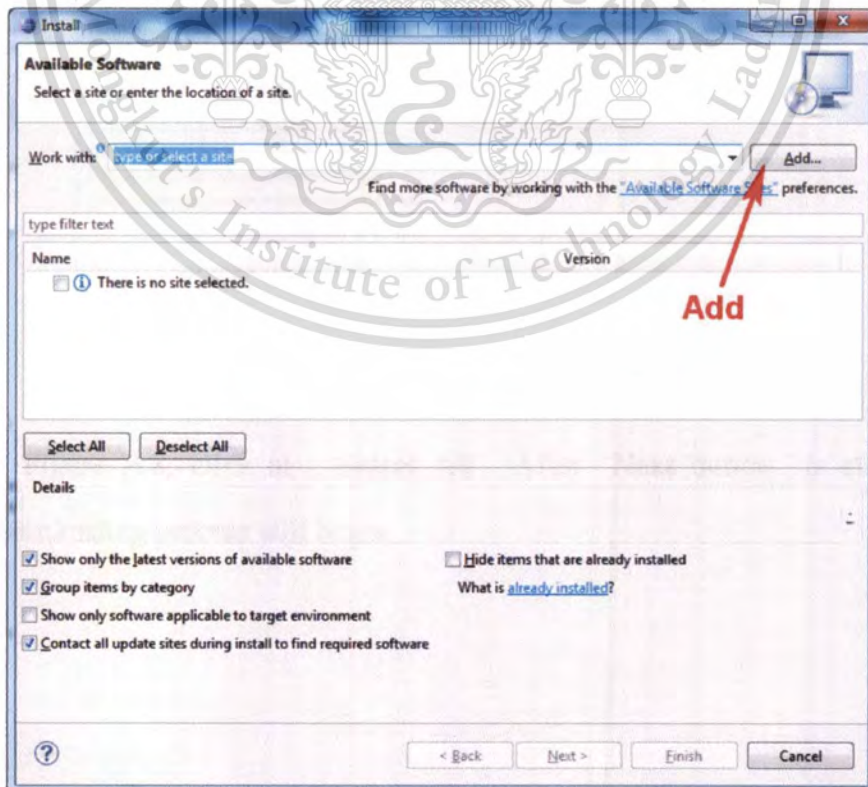 Install
Available Software
Select a site or enter the location of a site.
Work with: type or select a site Add...
Find more software by working with the "Available Software Sites" preferences.
type filter text
Name Version
There is no site selected.
Add
Select All Deselect All
Details
Show only the latest versions of available software Hide items that are already installed
Group items by category What is already installed?
Show only software applicable to target environment
Contact all update sites during install to find required software
< Back Next > Finish Cancel
Institute of Technology